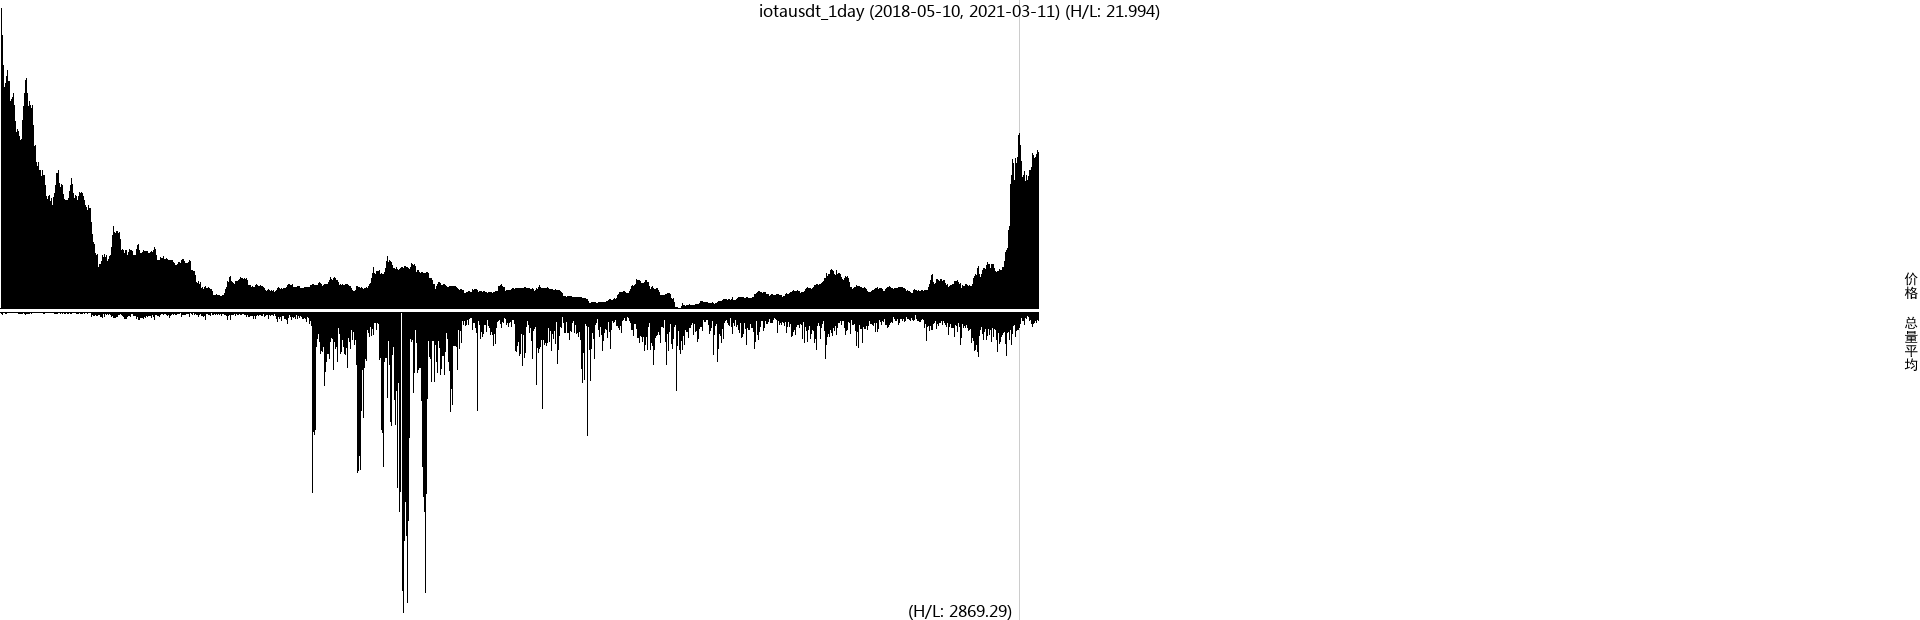 iotausdt_1day (2018-05-10, 2021-03-11) (H/L: 21.994)
价格
总量平均
(H/L: 2869.29)